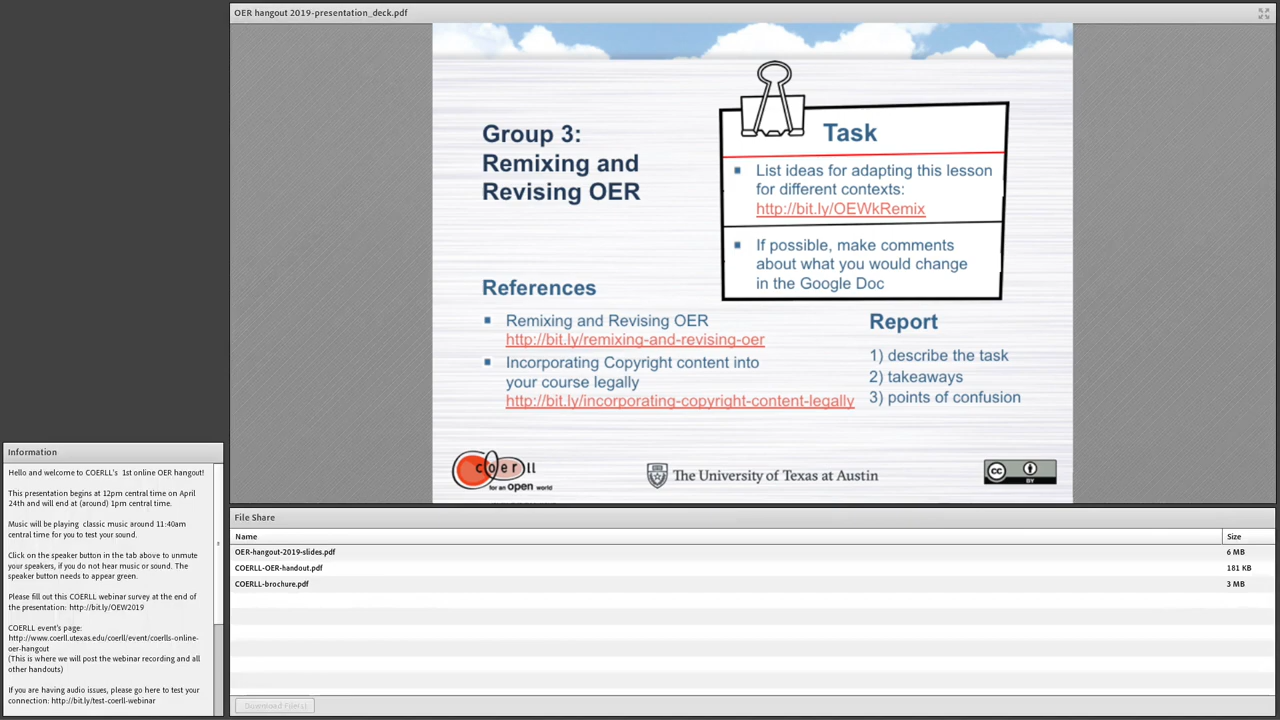 OER hangout 2019-presentation_deck.pdf
Group 3:
Remixing and
Revising OER
Task
List ideas for adapting this lesson
for different contexts:
http://bit.ly/OEWkRemix
If possible, make comments
about what you would change
in the Google Doc
References
Remixing and Revising OER
http://bit.ly/remixing-and-revising-oer
Incorporating Copyright content into
your course legally
http://bit.ly/incorporating-copyright-content-legally
Report
1) describe the task
2) takeaways
3) points of confusion
coerll
for an open world
The University of Texas at Austin
cc
BY
Information
Hello and welcome to COERLL's 1st online OER hangout!
This presentation begins at 12pm central time on April
24th and will end at (around) 1pm central time.
Music will be playing classic music around 11:40am
central time for you to test your sound.
Click on the speaker button in the tab above to unmute
your speakers, if you do not hear music or sound. The
speaker button needs to appear green.
Please fill out this COERLL webinar survey at the end of
the presentation: http://bit.ly/OEW2019
COERLL event's page:
http://www.coerll.utexas.edu/coerll/event/coerlls-online-
oer-hangout
(This is where we will post the webinar recording and all
other handouts)
If you are having audio issues, please go here to test your
connection: http://bit.ly/test-coerll-webinar
File Share
Name Size
OER-hangout-2019-slides.pdf 6 MB
COERLL-OER-handout.pdf 181 KB
COERLL-brochure.pdf 3 MB
Download File(s)